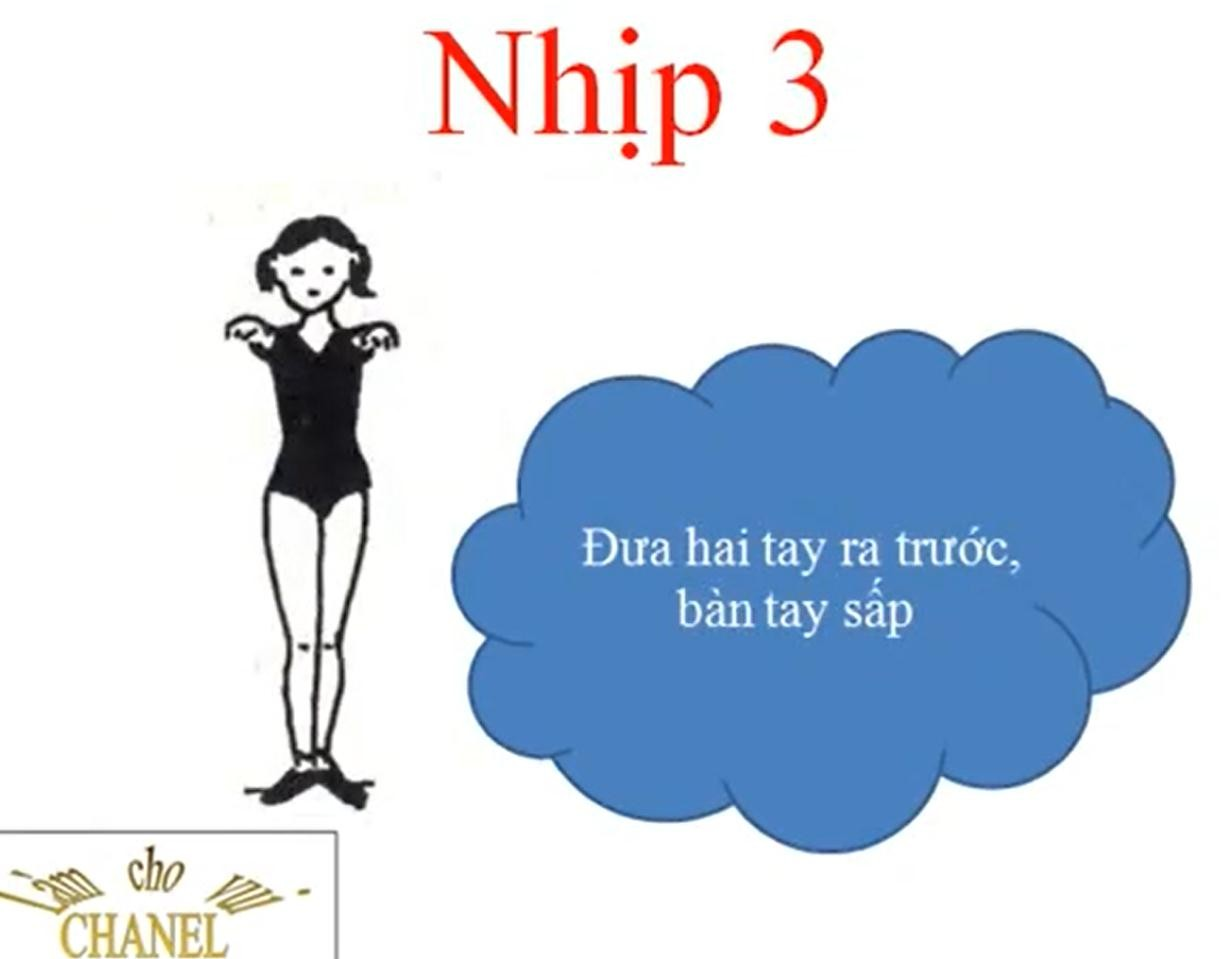 Nhịp 3
Đưa hai tay ra trước,
bàn tay sấp
cho
CHANEL